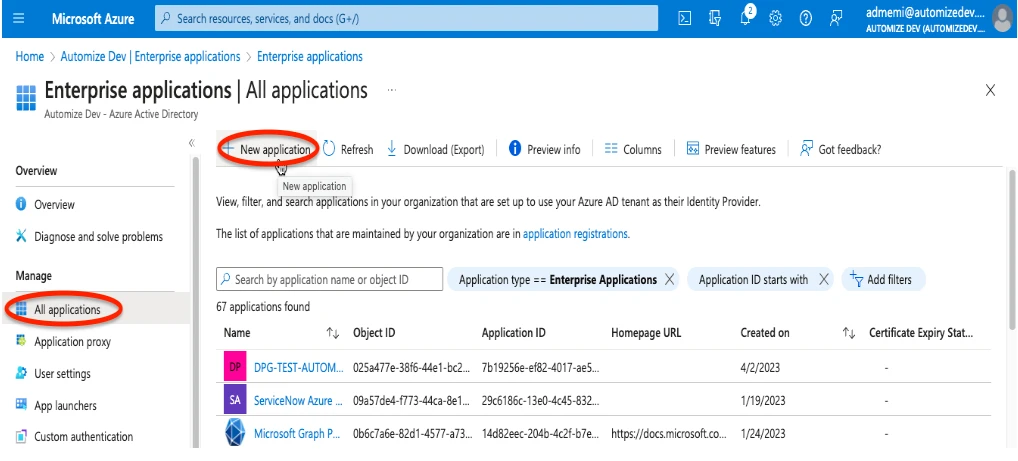 Microsoft Azure
Search resources, services, and docs (G+/)
2
admemi@automizedev....
AUTOMIZE DEV (AUTOMIZEDEV....
Home > Automize Dev | Enterprise applications > Enterprise applications
Enterprise applications | All applications ...
Automize Dev - Azure Active Directory
New application Refresh Download (Export) Preview info Columns Preview features Got feedback?
New application
Overview
Overview
Diagnose and solve problems
Manage
All applications
Application proxy
User settings
App launchers
Custom authentication
View, filter, and search applications in your organization that are set up to use your Azure AD tenant as their Identity Provider.
The list of applications that are maintained by your organization are in application registrations.
Search by application name or object ID
Application type == Enterprise Applications
Application ID starts with
Add filters
67 applications found
Name Object ID Application ID Homepage URL Created on Certificate Expiry Stat...
DP DPG-TEST-AUTOM... 025a477e-38f6-44e1-bc2... 7b19256e-ef82-4017-ae5... 4/2/2023 -
SA ServiceNow Azure ... 09a57de4-f773-44ca-8e1... 29c6186c-13e0-4c45-832... 1/19/2023 -
Microsoft Graph P... 0b6c7a6e-82d1-4577-a73... 14d82eec-204b-4c2f-b7e... https://docs.microsoft.co... 1/24/2023 -